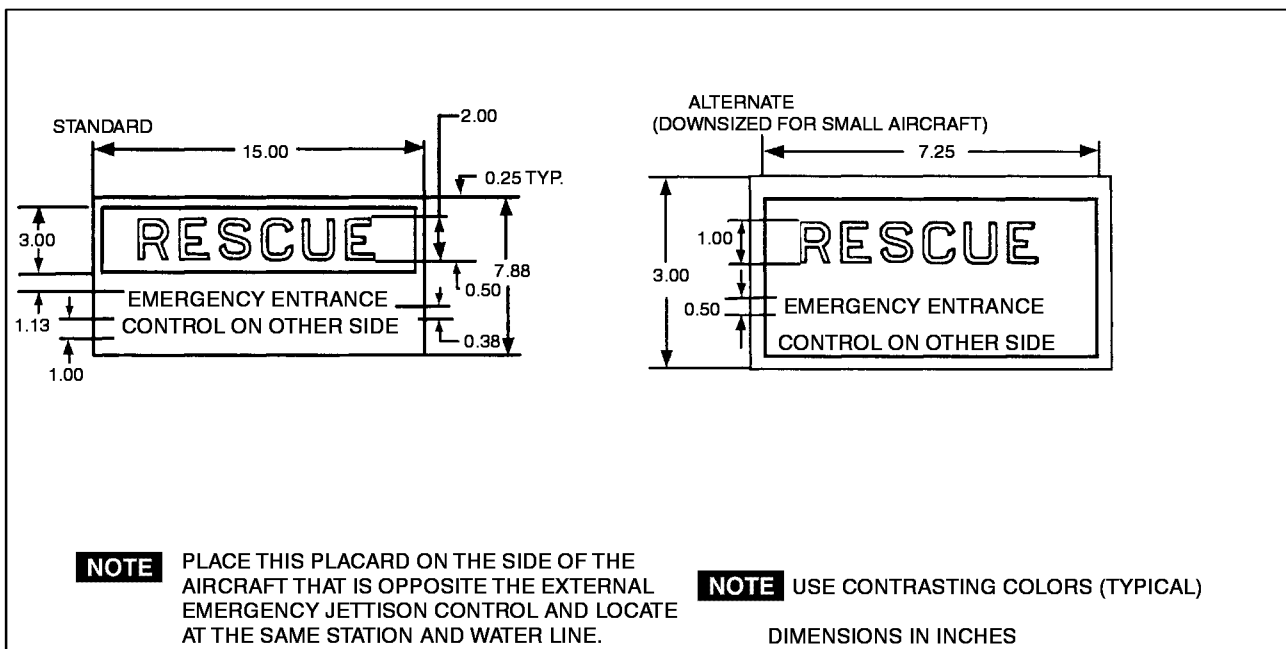 STANDARD
15.00
2.00
0.25 TYP.
3.00
RESCUE
7.88
0.50
EMERGENCY ENTRANCE
1.13
CONTROL ON OTHER SIDE
0.38
1.00
ALTERNATE
(DOWNSIZED FOR SMALL AIRCRAFT)
7.25
1.00
RESCUE
3.00
0.50
EMERGENCY ENTRANCE
CONTROL ON OTHER SIDE
NOTE PLACE THIS PLACARD ON THE SIDE OF THE
AIRCRAFT THAT IS OPPOSITE THE EXTERNAL
EMERGENCY JETTISON CONTROL AND LOCATE
AT THE SAME STATION AND WATER LINE.
NOTE USE CONTRASTING COLORS (TYPICAL)
DIMENSIONS IN INCHES